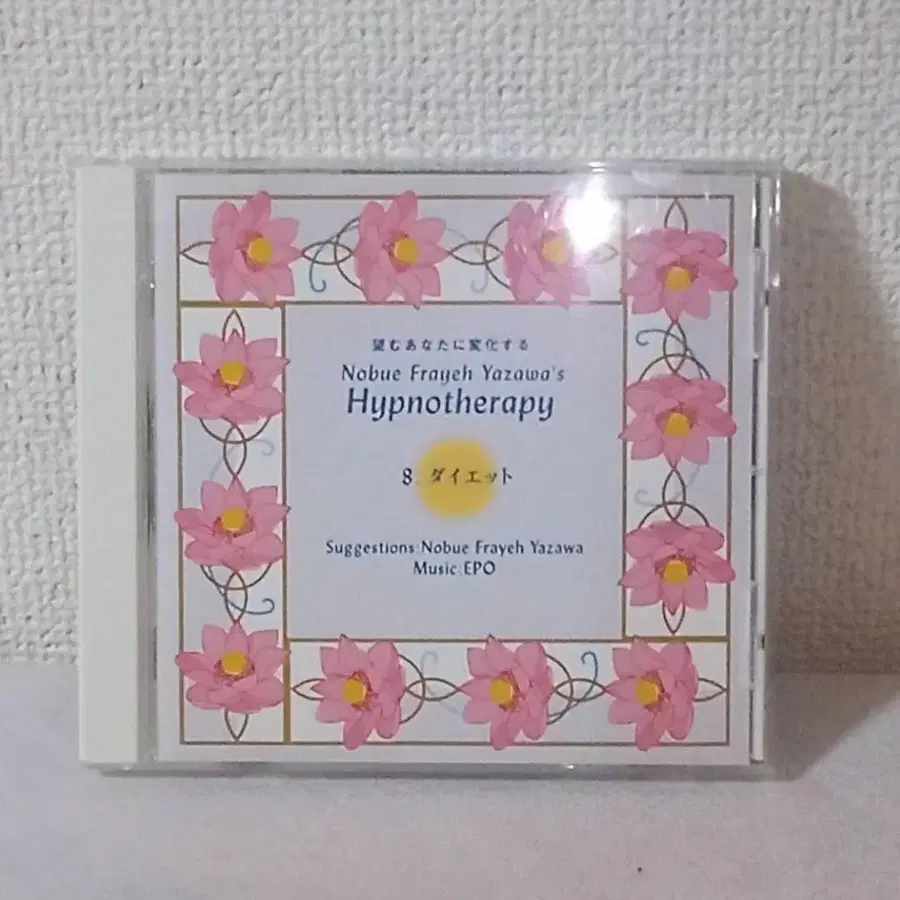 望むあなたに変化する
Nobue Frayeh Yazawa's
Hypnotherapy
8. ダイエット
Suggestions:Nobue Frayeh Yazawa
Music:EPO